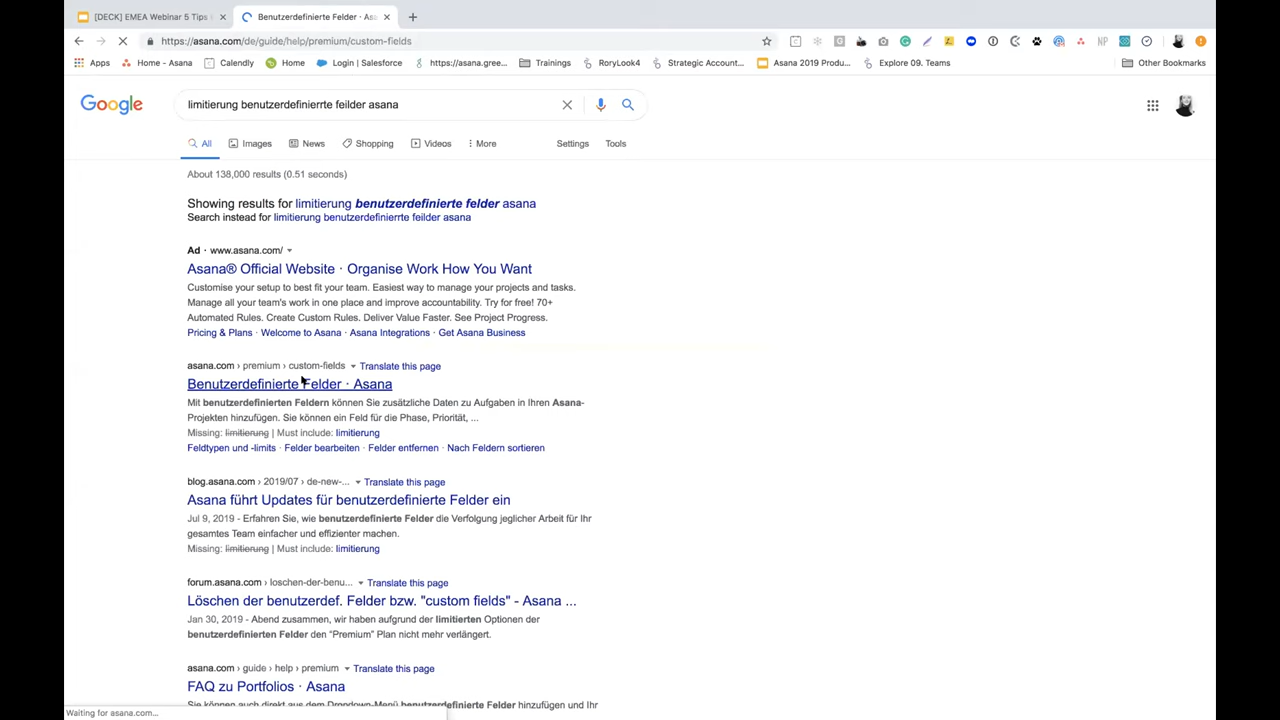 [DECK] EMEA Webinar 5 Tips
Benutzerdefinierte Felder · As
https://asana.com/de/guide/help/premium/custom-fields
Apps
Home - Asana
Calendly
Home
Login | Salesforce
https://asana.gree...
Trainings
RoryLook4
Strategic Account...
Asana 2019 Produ...
Explore 09. Teams
Other Bookmarks
Google
limitierung benutzerdefinierrte feilder asana
All
Images
News
Shopping
Videos
More
Settings
Tools
About 138,000 results (0.51 seconds)
Showing results for limitierung benutzerdefinierte felder asana
Search instead for limitierung benutzerdefinierrte feilder asana
Ad · www.asana.com/
Asana® Official Website · Organise Work How You Want
Customise your setup to best fit your team. Easiest way to manage your projects and tasks.
Manage all your team's work in one place and improve accountability. Try for free! 70+
Automated Rules. Create Custom Rules. Deliver Value Faster. See Project Progress.
Pricing & Plans · Welcome to Asana · Asana Integrations · Get Asana Business
asana.com › premium › custom-fields Translate this page
Benutzerdefinierte Felder · Asana
Mit benutzerdefinierten Feldern können Sie zusätzliche Daten zu Aufgaben in Ihren Asana-
Projekten hinzufügen. Sie können ein Feld für die Phase, Priorität, ...
Missing: limitierung | Must include: limitierung
Feldtypen und -limits · Felder bearbeiten · Felder entfernen · Nach Feldern sortieren
blog.asana.com › 2019/07 › de-new-... Translate this page
Asana führt Updates für benutzerdefinierte Felder ein
Jul 9, 2019 - Erfahren Sie, wie benutzerdefinierte Felder die Verfolgung jeglicher Arbeit für Ihr
gesamtes Team einfacher und effizienter machen.
Missing: limitierung | Must include: limitierung
forum.asana.com › loschen-der-benu... Translate this page
Löschen der benutzerdef. Felder bzw. "custom fields" - Asana ...
Jan 30, 2019 - Abend zusammen, wir haben aufgrund der limitierten Optionen der
benutzerdefinierten Felder den "Premium" Plan nicht mehr verlängert.
asana.com › guide › help › premium Translate this page
FAQ zu Portfolios · Asana
Sie können auch direkt aus dem Dropdown-Menü benutzerdefinierte Felder hinzufügen und Ihr
Waiting for asana.com...